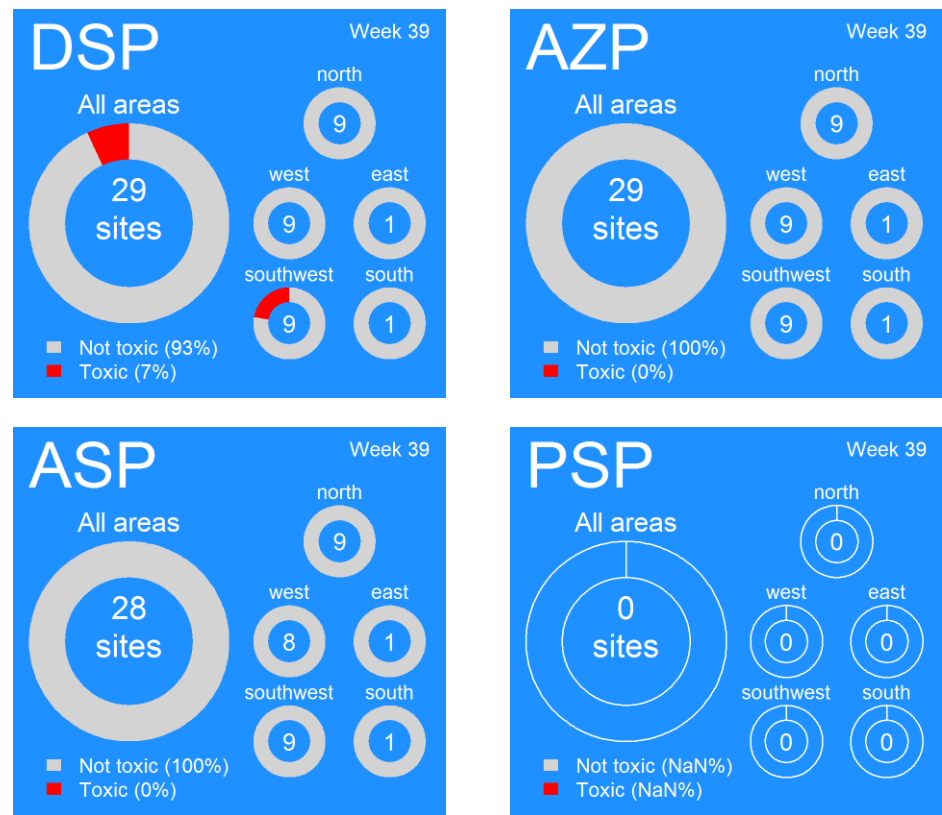 DSP
Week 39
north
All areas
9
29
sites
west
east
9
1
southwest
south
9
1
Not toxic (93%)
Toxic (7%)
AZP
Week 39
north
All areas
9
29
sites
west
east
9
1
southwest
south
9
1
Not toxic (100%)
Toxic (0%)
ASP
Week 39
north
All areas
9
28
sites
west
east
8
1
southwest
south
9
1
Not toxic (100%)
Toxic (0%)
PSP
Week 39
north
All areas
0
0
sites
west
east
0
0
southwest
south
0
0
Not toxic (NaN%)
Toxic (NaN%)